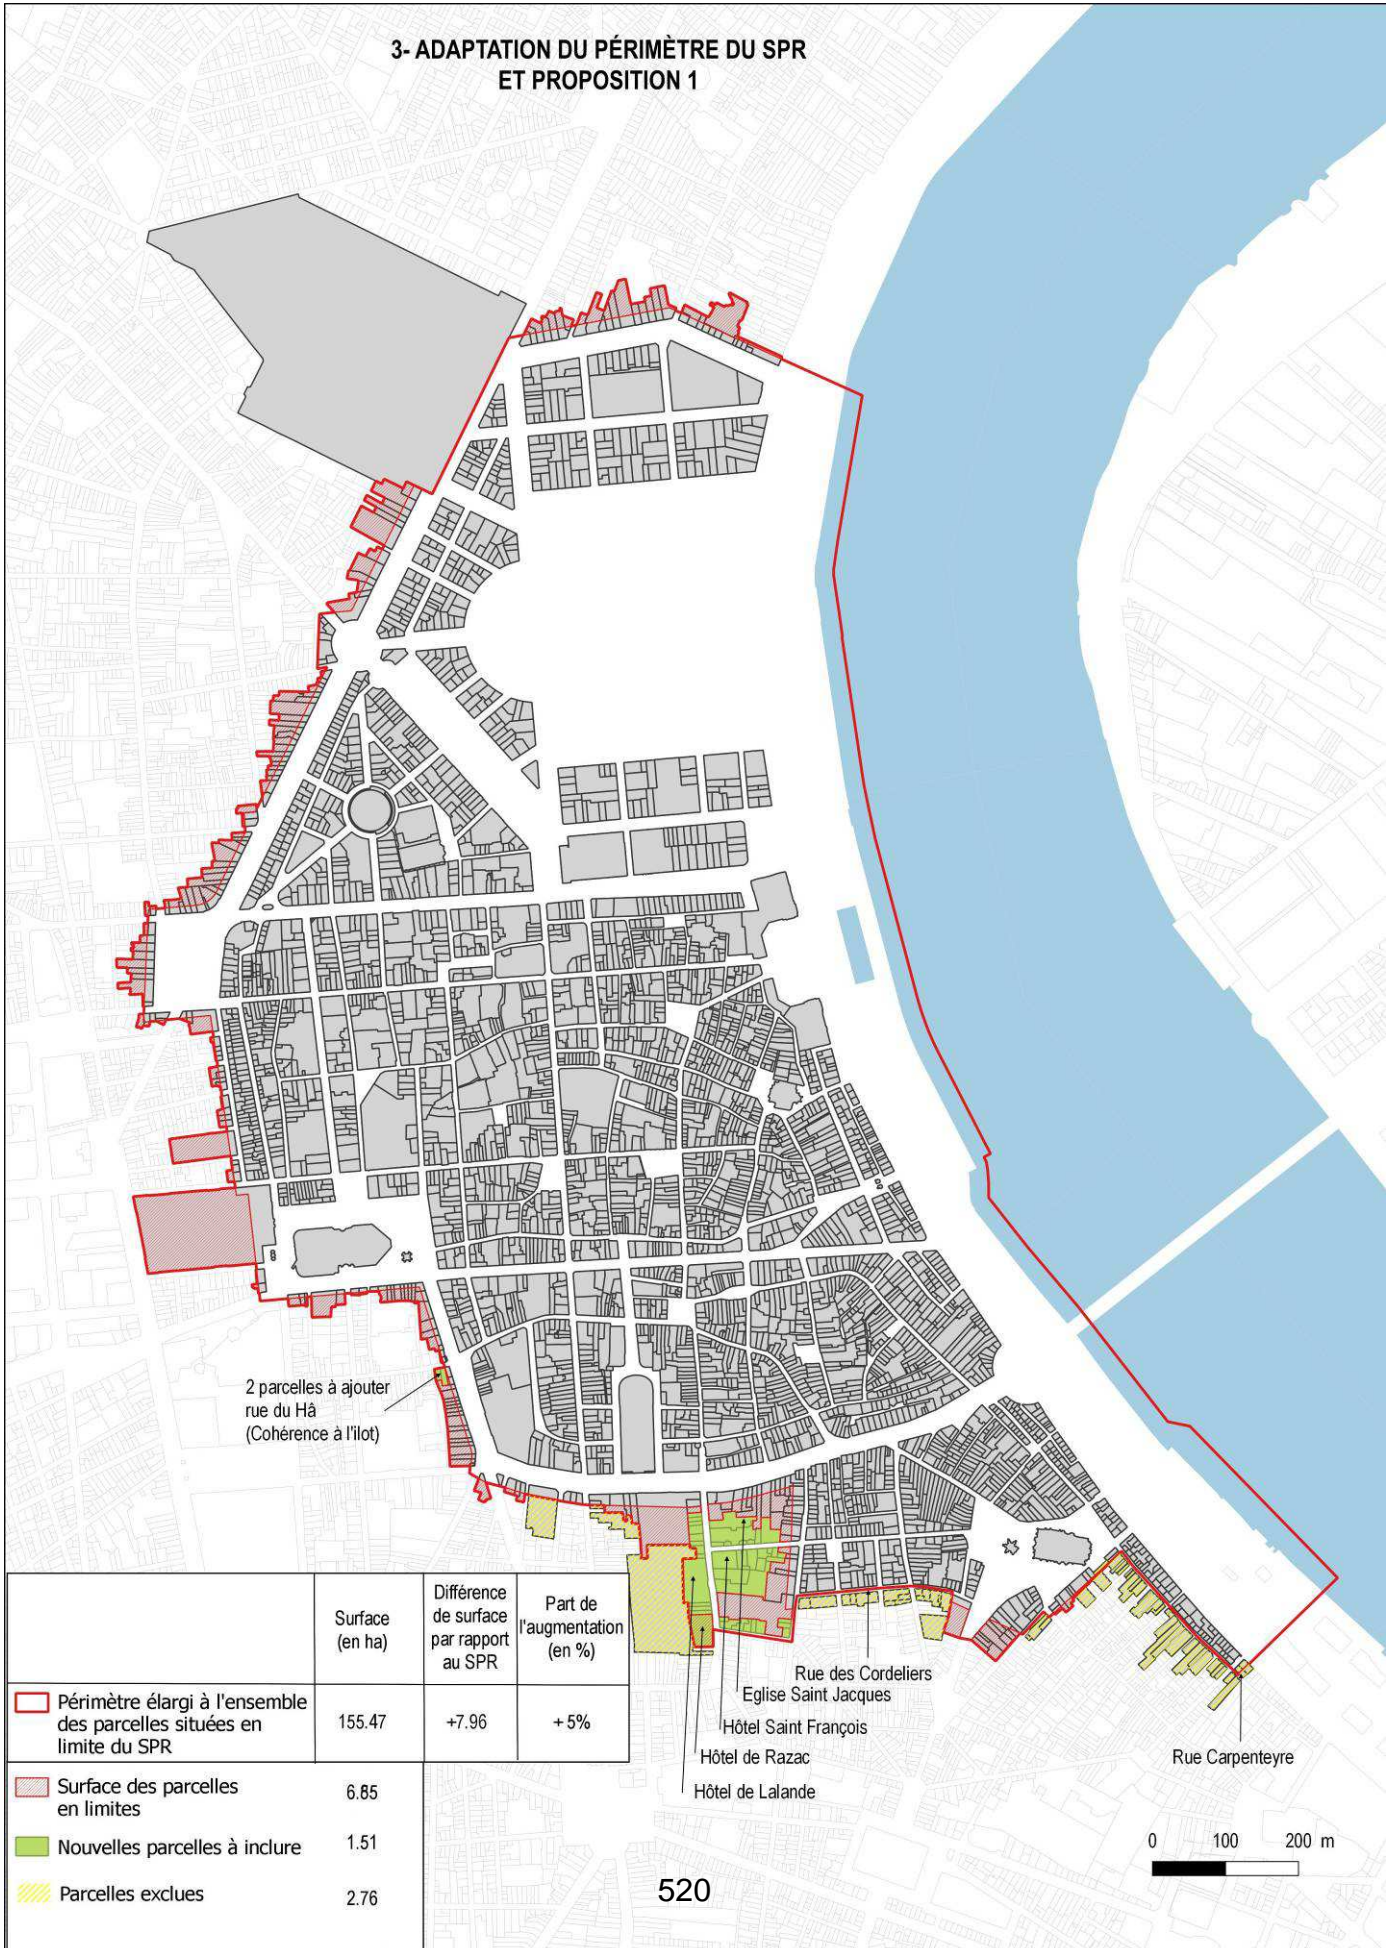 3- ADAPTATION DU PÉRIMÈTRE DU SPR
ET PROPOSITION 1
2 parcelles à ajouter
rue du Hâ
(Cohérence à l'ilot)
Surface
(en ha)
Différence
de surface
par rapport
au SPR
Part de
l'augmentation
(en %)
Périmètre élargi à l'ensemble
des parcelles situées en
limite du SPR
155.47
+7.96
+ 5%
Surface des parcelles
en limites
6.85
Nouvelles parcelles à inclure
1.51
Parcelles exclues
2.76
Rue des Cordeliers
Eglise Saint Jacques
Hôtel Saint François
Hôtel de Razac
Hôtel de Lalande
Rue Carpenteyre
0 100 200 m
520